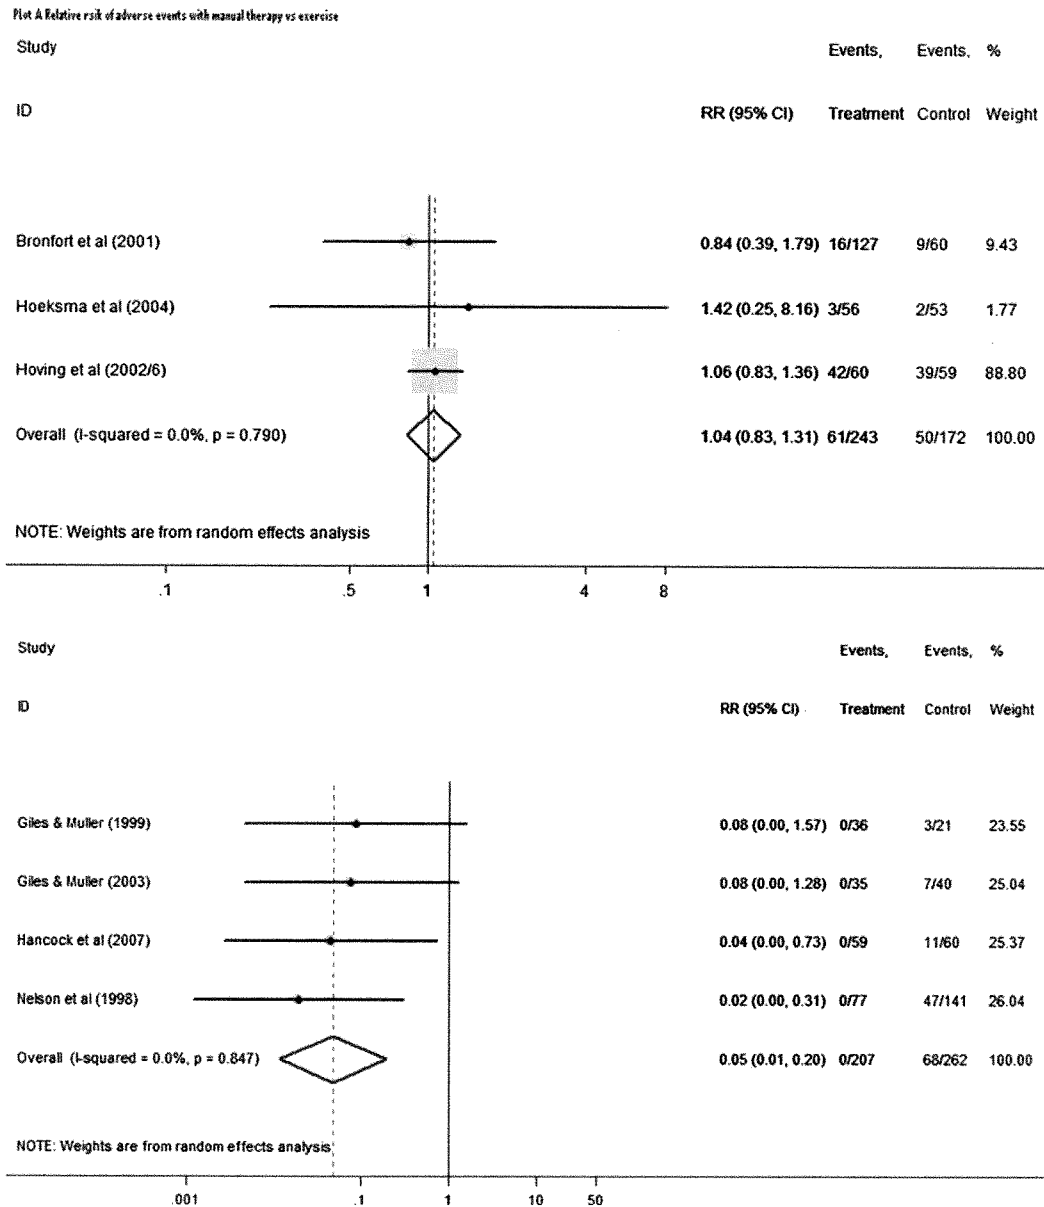 Plot A Relative rsik of adverse events with manual therapy vs exercise
Study Events, Events, %
ID RR (95% CI) Treatment Control Weight
Bronfort et al (2001) 0.84 (0.39, 1.79) 16/127 9/60 9.43
Hoeksma et al (2004) 1.42 (0.25, 8.16) 3/56 2/53 1.77
Hoving et al (2002/6) 1.06 (0.83, 1.36) 42/60 39/59 88.80
Overall (I-squared = 0.0%, p = 0.790) 1.04 (0.83, 1.31) 61/243 50/172 100.00
NOTE: Weights are from random effects analysis
.1 .5 1 4 8
Study Events, Events, %
ID RR (95% CI) Treatment Control Weight
Giles & Muller (1999) 0.08 (0.00, 1.57) 0/36 3/21 23.55
Giles & Muller (2003) 0.08 (0.00, 1.28) 0/35 7/40 25.04
Hancock et al (2007) 0.04 (0.00, 0.73) 0/59 11/60 25.37
Nelson et al (1998) 0.02 (0.00, 0.31) 0/77 47/141 26.04
Overall (I-squared = 0.0%, p = 0.847) 0.05 (0.01, 0.20) 0/207 68/262 100.00
NOTE: Weights are from random effects analysis
.001 .1 1 10 50